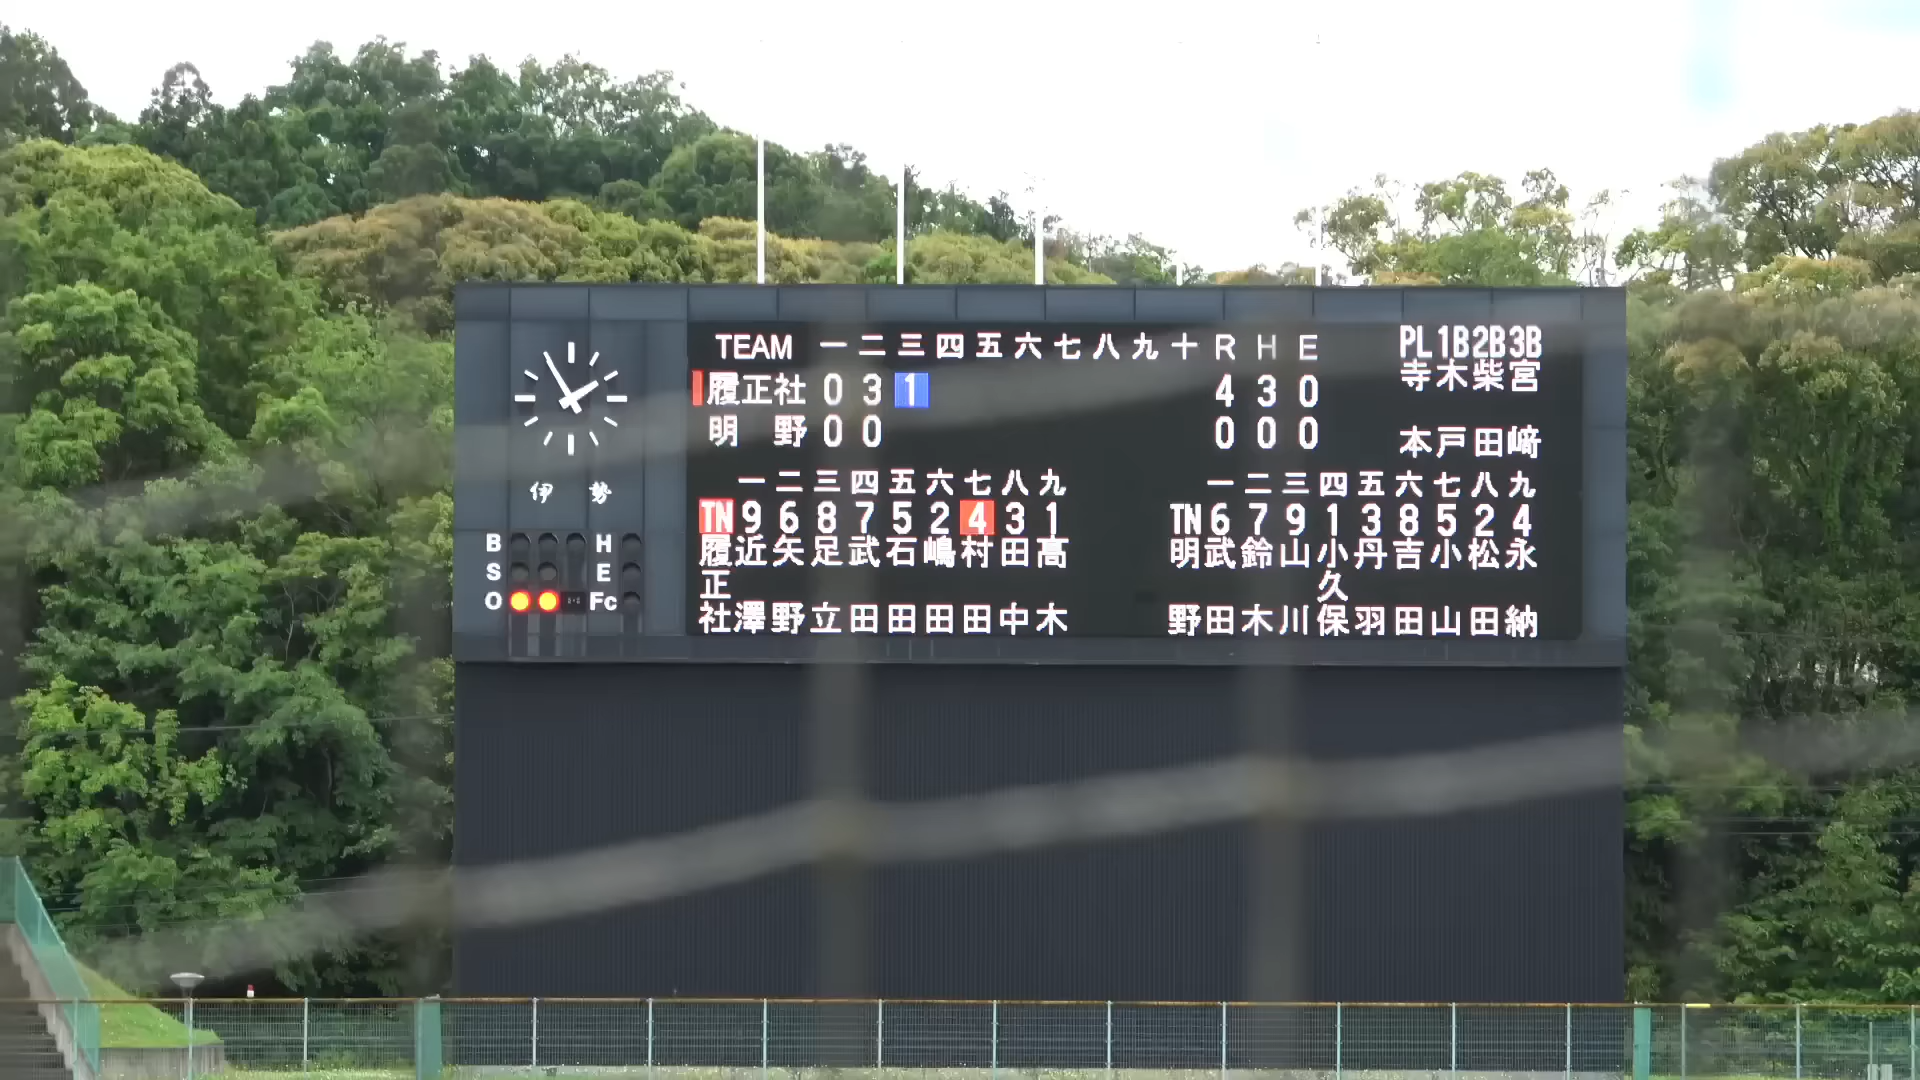 TEAM 一 二 三 四 五 六 七 八 九 十 R H E PL 1B 2B 3B
履正社 0 3 1 4 3 0 寺 木 柴 宮
明 野 0 0 0 0 0 本 戸 田 﨑
伊 勢
一 二 三 四 五 六 七 八 九 一 二 三 四 五 六 七 八 九
TN 9 6 8 7 5 2 4 3 1 TN 6 7 9 1 3 8 5 2 4
B H
履 近 矢 足 武 石 嶋 村 田 髙 明 武 鈴 山 小 丹 吉 小 松 永
S E
正 久
O Fc
社 澤 野 立 田 田 田 田 中 木 野 田 木 川 保 羽 田 山 田 納